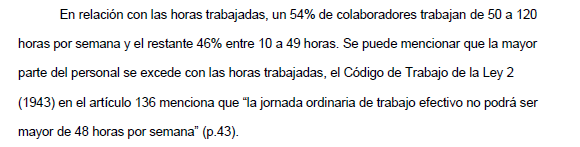 En relación con las horas trabajadas, un 54% de colaboradores trabajan de 50 a 120
horas por semana y el restante 46% entre 10 a 49 horas. Se puede mencionar que la mayor
parte del personal se excede con las horas trabajadas, el Código de Trabajo de la Ley 2
(1943) en el artículo 136 menciona que “la jornada ordinaria de trabajo efectivo no podrá ser
mayor de 48 horas por semana” (p.43).